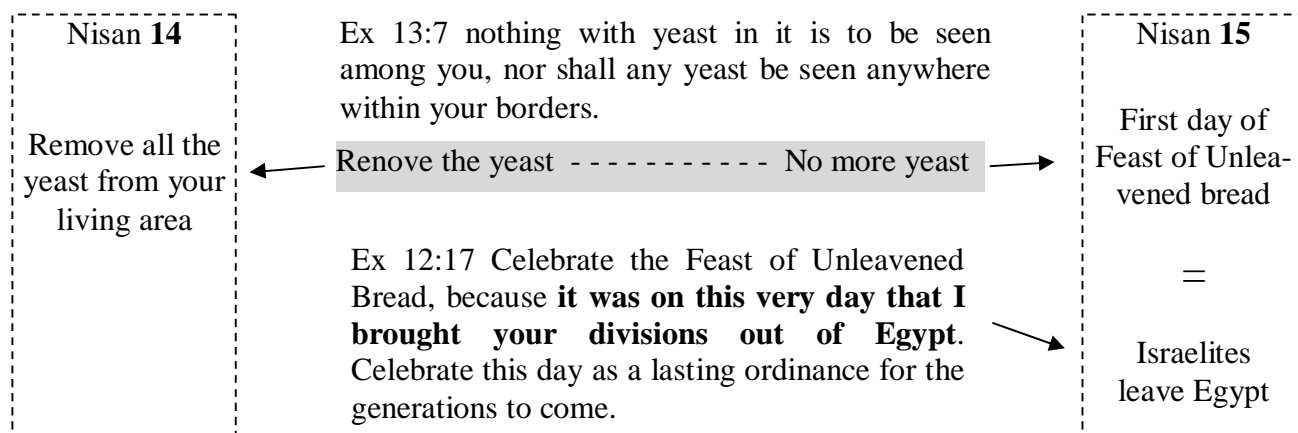 Nisan 14
Remove all the
yeast from your
living area
Ex 13:7 nothing with yeast in it is to be seen
among you, nor shall any yeast be seen anywhere
within your borders.
Renove the yeast - - - - - - - - - - - No more yeast
Ex 12:17 Celebrate the Feast of Unleavened
Bread, because it was on this very day that I
brought your divisions out of Egypt.
Celebrate this day as a lasting ordinance for the
generations to come.
Nisan 15
First day of
Feast of Unlea-
vened bread
=
Israelites
leave Egypt